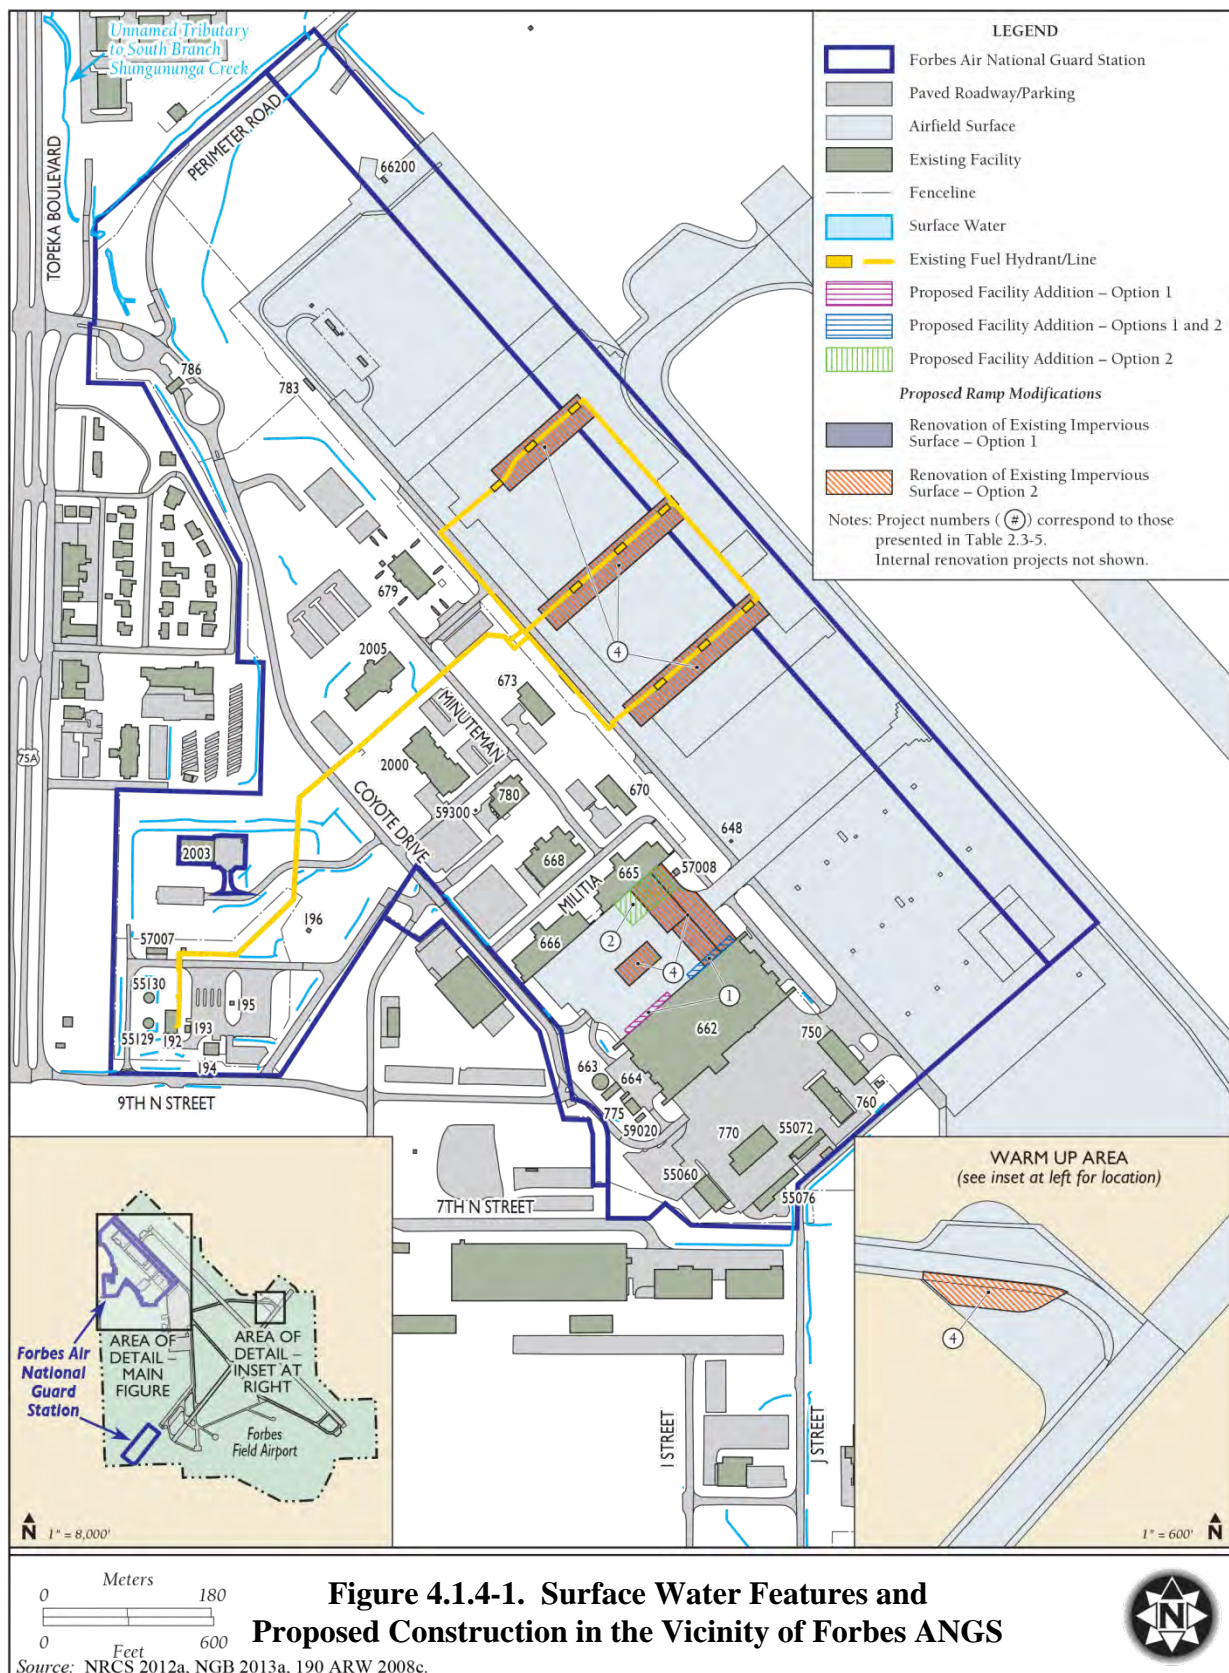 Unnamed Tributary
to South Branch
Shungununga Creek
TOPEKA BOULEVARD
PERIMETER ROAD
66200
786
783
679
2005
673
MINUTEMAN
2000
COYOTE DRIVE
59300
780
670
648
668
665
57008
MILITIA
666
2003
196
57007
55130
195
55129
192
193
194
75A
9TH N STREET
662
663
664
775
59020
750
760
770
55072
55060
55076
7TH N STREET
I STREET
J STREET
4
2
4
1
LEGEND
Forbes Air National Guard Station
Paved Roadway/Parking
Airfield Surface
Existing Facility
Fenceline
Surface Water
Existing Fuel Hydrant/Line
Proposed Facility Addition – Option 1
Proposed Facility Addition – Options 1 and 2
Proposed Facility Addition – Option 2
Proposed Ramp Modifications
Renovation of Existing Impervious
Surface – Option 1
Renovation of Existing Impervious
Surface – Option 2
Notes: Project numbers (#) correspond to those
presented in Table 2.3-5.
Internal renovation projects not shown.
AREA OF
DETAIL –
MAIN
FIGURE
AREA OF
DETAIL –
INSET AT
RIGHT
Forbes Air
National
Guard
Station
Forbes
Field Airport
N 1" = 8,000'
WARM UP AREA
(see inset at left for location)
4
1" = 600' N
Meters
0 180
0 600
Feet
Figure 4.1.4-1. Surface Water Features and
Proposed Construction in the Vicinity of Forbes ANGS
N
Source: NRCS 2012a, NGB 2013a, 190 ARW 2008c.